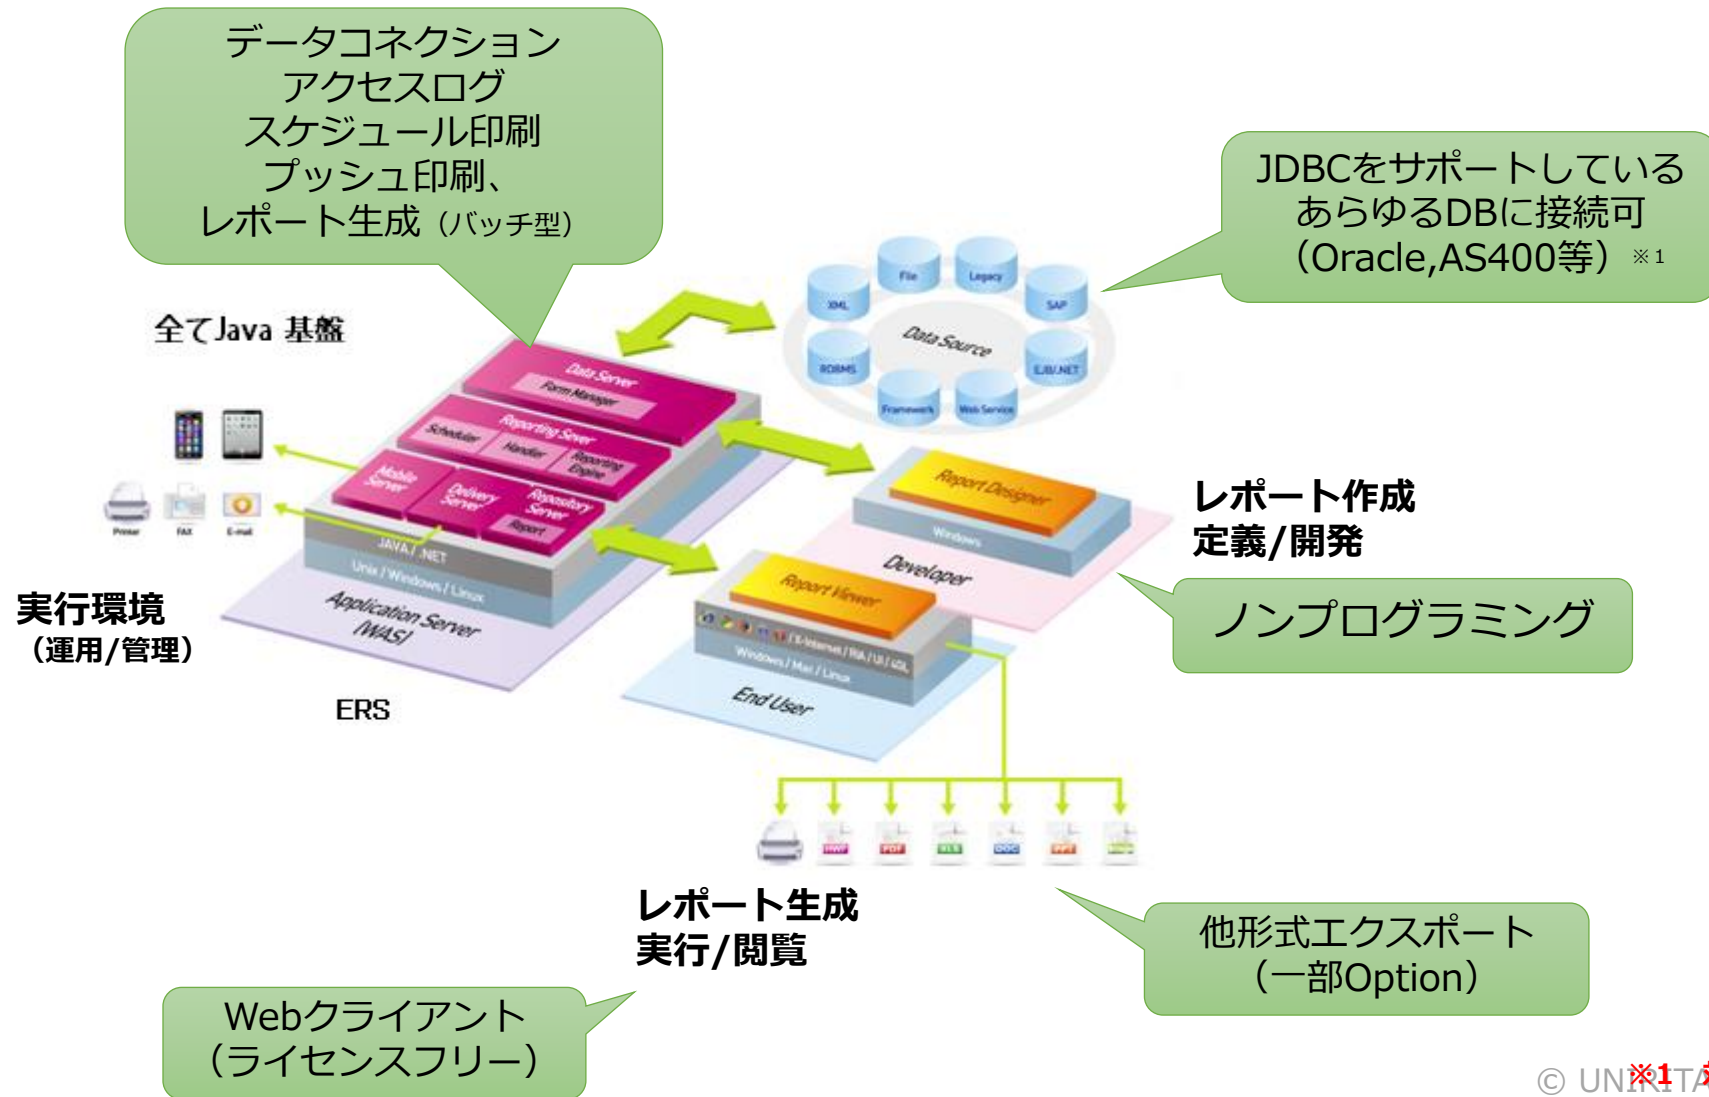 データコネクション
アクセスログ
スケジュール印刷
プッシュ印刷、
レポート生成（バッチ型）
JDBCをサポートしている
あらゆるDBに接続可
（Oracle,AS400等）※1
全てJava 基盤
File
Legacy
XML
SAP
Data Source
RDBMS
EJB/.NET
Framework
Web Service
Data Server
Form Manager
Reporting Sever
Scheduler
Handler
Reporting
Engine
Mobile
Server
Delivery
Server
Repository
Server
Report
JAVA / .NET
Unix / Windows / Linux
Application Server
(WAS)
Printer
FAX
E-mail
実行環境
（運用/管理）
ERS
Report Designer
Windows
Developer
レポート作成
定義/開発
ノンプログラミング
Report Viewer
/ X-Internet / RIA / UI / 4GL
Windows / Mac / Linux
End User
HWP
PDF
XLS
DOC
PPT
レポート生成
実行/閲覧
他形式エクスポート
（一部Option）
Webクライアント
（ライセンスフリー）
© UNIRITA
※1